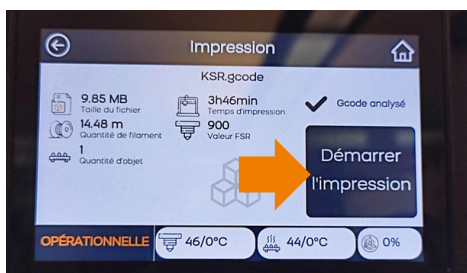 Impression
KSR.gcode
9.85 MB
Taille du fichier
3h46min
Temps d'impression
Gcode analysé
14.48 m
Quantité de filament
900
Valeur FSR
1
Quantité d'objet
Démarrer
l'impression
OPÉRATIONNELLE
46/0°C
44/0°C
0%